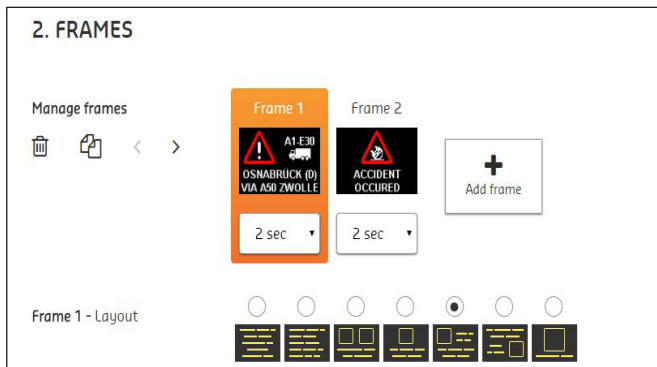 2. FRAMES
Manage frames
Frame 1
Frame 2
A1-E30
OSNABRUCK (D)
VIA A50 ZWOLLE
ACCIDENT
OCCURED
Add frame
2 sec
2 sec
Frame 1 - Layout